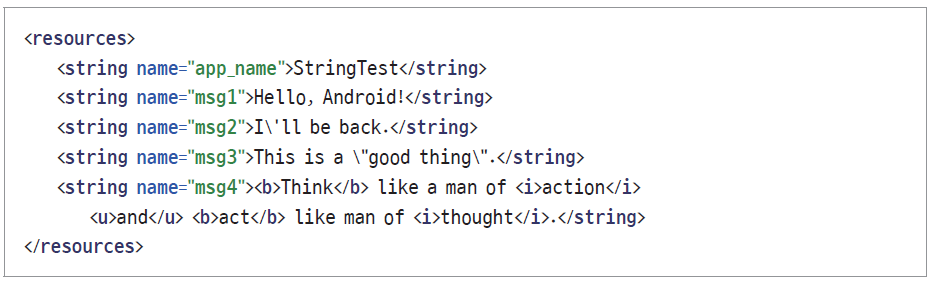 <resources>
<string name="app_name">StringTest</string>
<string name="msg1">Hello, Android!</string>
<string name="msg2">I\'ll be back.</string>
<string name="msg3">This is a \"good thing\".</string>
<string name="msg4"><b>Think</b> like a man of <i>action</i>
<u>and</u> <b>act</b> like man of <i>thought</i>.</string>
</resources>